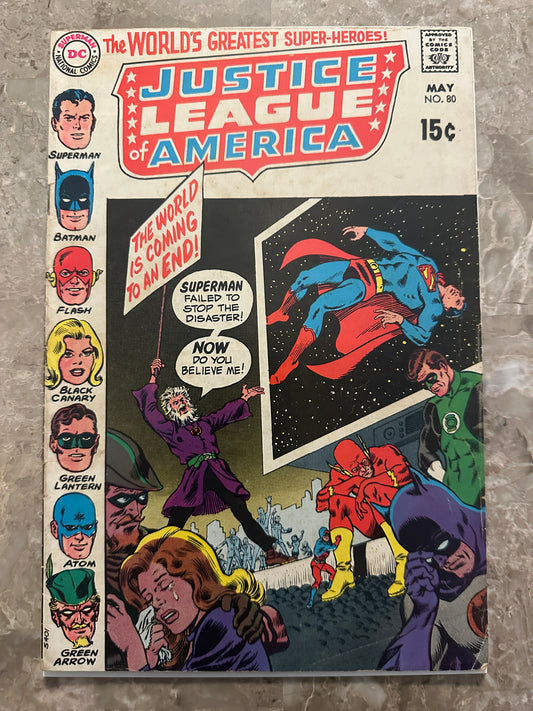 SUPERMAN
DC
NATIONAL COMICS
The WORLD'S GREATEST SUPER-HEROES!
APPROVED
BY THE
COMICS
CODE
AUTHORITY
JUSTICE
LEAGUE
of AMERICA
MAY
NO. 80
15¢
SUPERMAN
BATMAN
FLASH
BLACK
CANARY
GREEN
LANTERN
ATOM
GREEN
ARROW
THE WORLD
IS COMING
TO AN END!
SUPERMAN
FAILED TO
STOP THE
DISASTER!
NOW
DO YOU
BELIEVE ME!